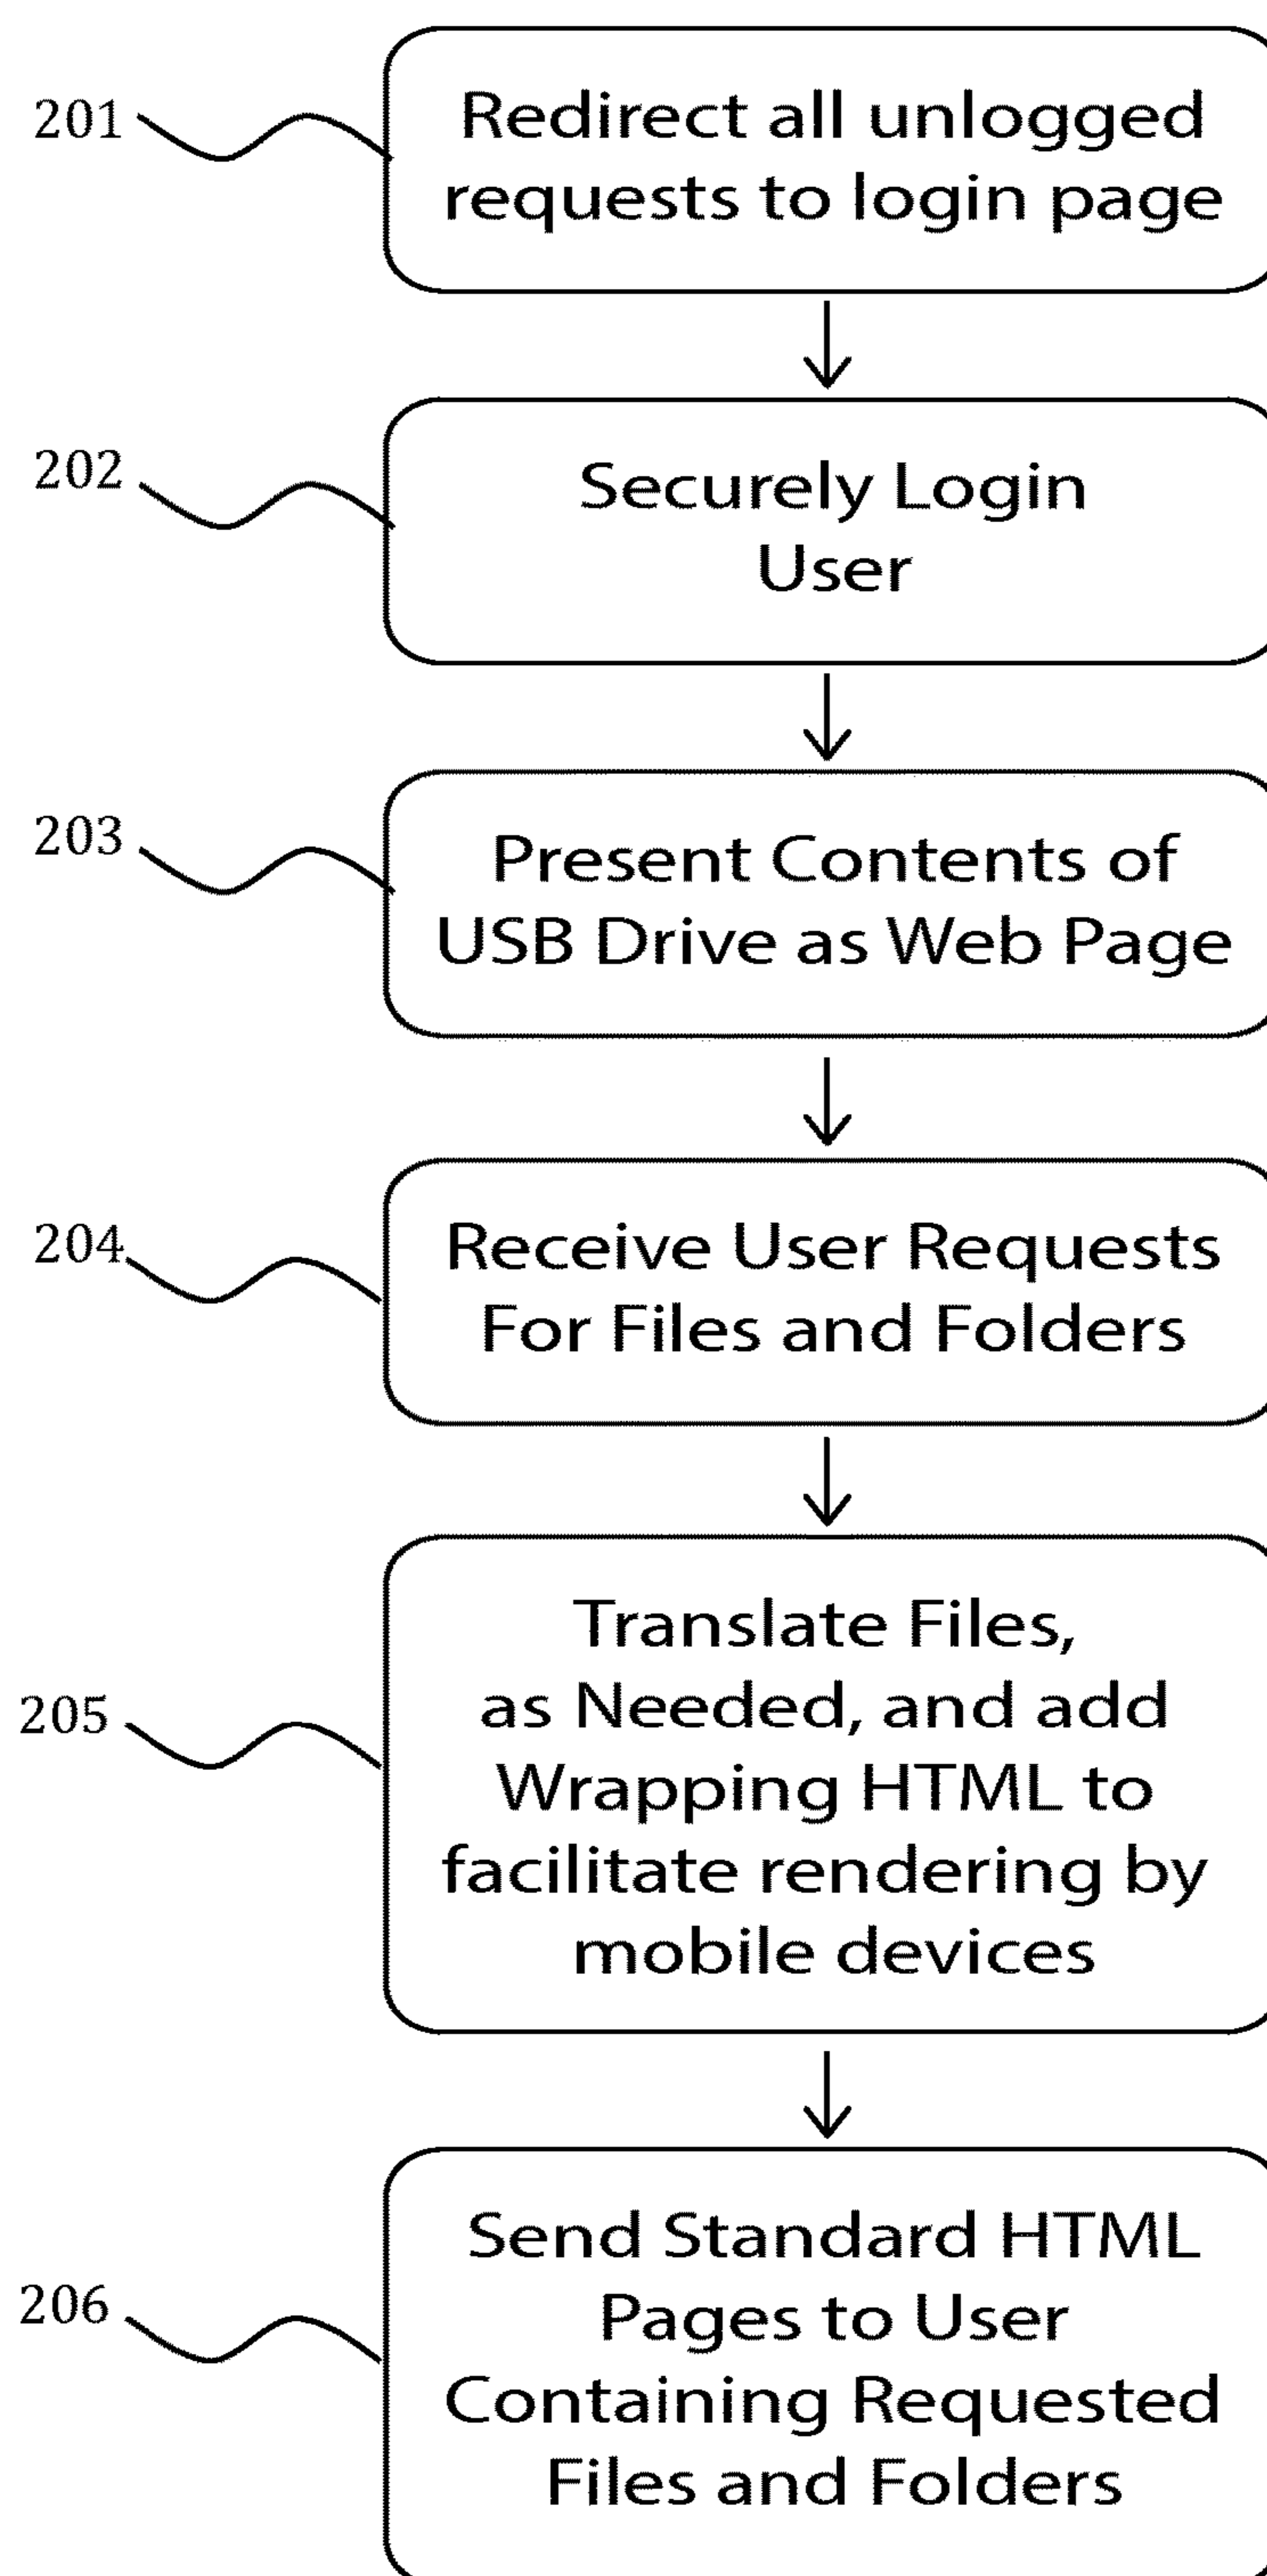 201
Redirect all unlogged
requests to login page
202
Securely Login
User
203
Present Contents of
USB Drive as Web Page
204
Receive User Requests
For Files and Folders
205
Translate Files,
as Needed, and add
Wrapping HTML to
facilitate rendering by
mobile devices
206
Send Standard HTML
Pages to User
Containing Requested
Files and Folders